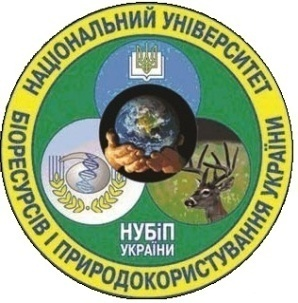 НАЦІОНАЛЬНИЙ УНІВЕРСИТЕТ
БІОРЕСУРСІВ І ПРИРОДОКОРИСТУВАННЯ УКРАЇНИ
НУБіП
УКРАЇНИ